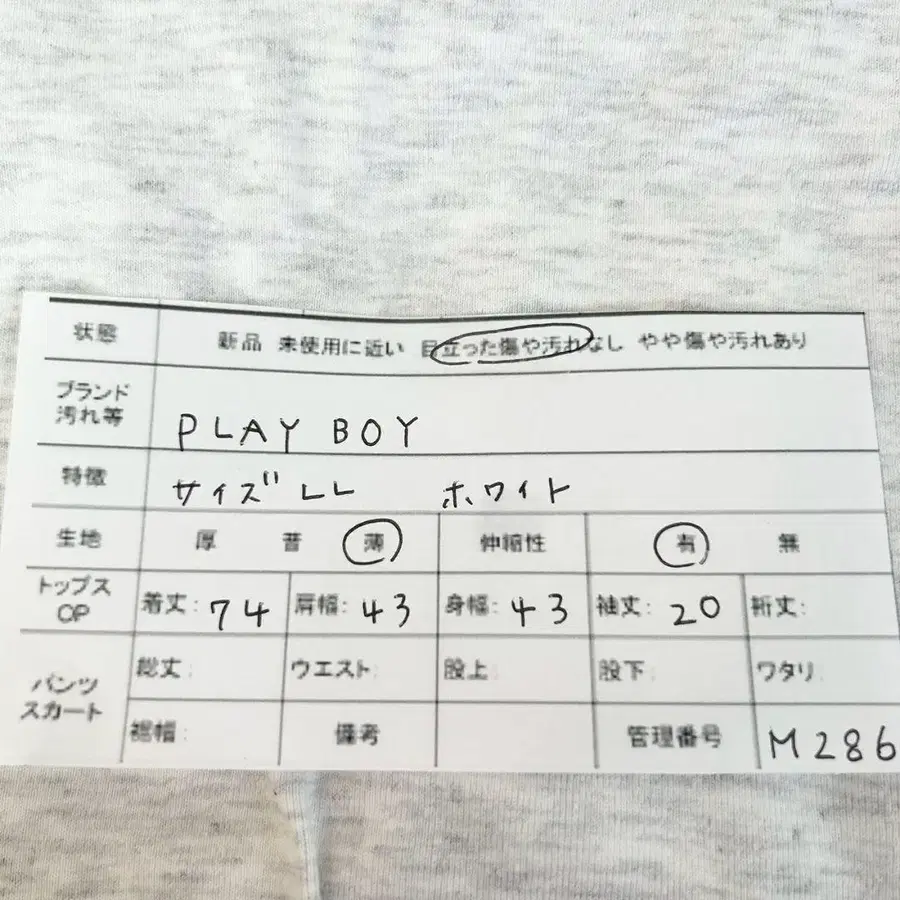 状態 新品 未使用に近い 目立った傷や汚れなし やや傷や汚れあり
ブランド
汚れ等 PLAY BOY
特徴 サイズLL ホワイト
生地 厚 普 薄 伸縮性 有 無
トップス
OP 着丈: 74 肩幅: 43 身幅: 43 袖丈: 20 裄丈:
パンツ
スカート 総丈: ウエスト: 股上: 股下: ワタリ:
裾幅: 備考 管理番号 M286